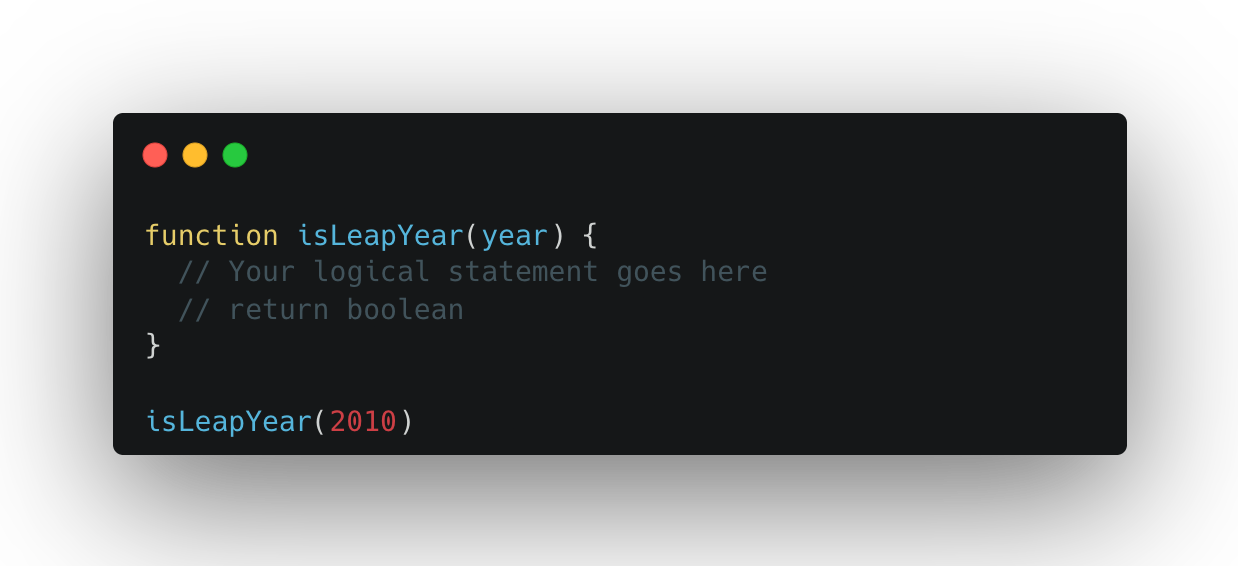 function isLeapYear(year) {
  // Your logical statement goes here
  // return boolean
}
isLeapYear(2010)